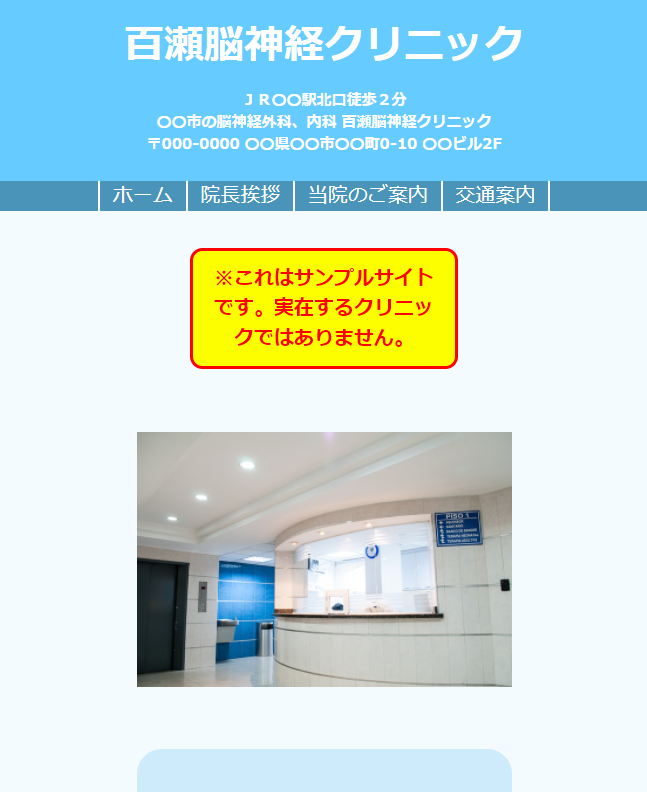 百瀬脳神経クリニック
ＪＲ〇〇駅北口徒歩２分
〇〇市の脳神経外科、内科 百瀬脳神経クリニック
〒000-0000 〇〇県〇〇市〇〇町0-10 〇〇ビル2F
ホーム 院長挨拶 当院のご案内 交通案内
※これはサンプルサイト
です。実在するクリニッ
クではありません。
PISO 1